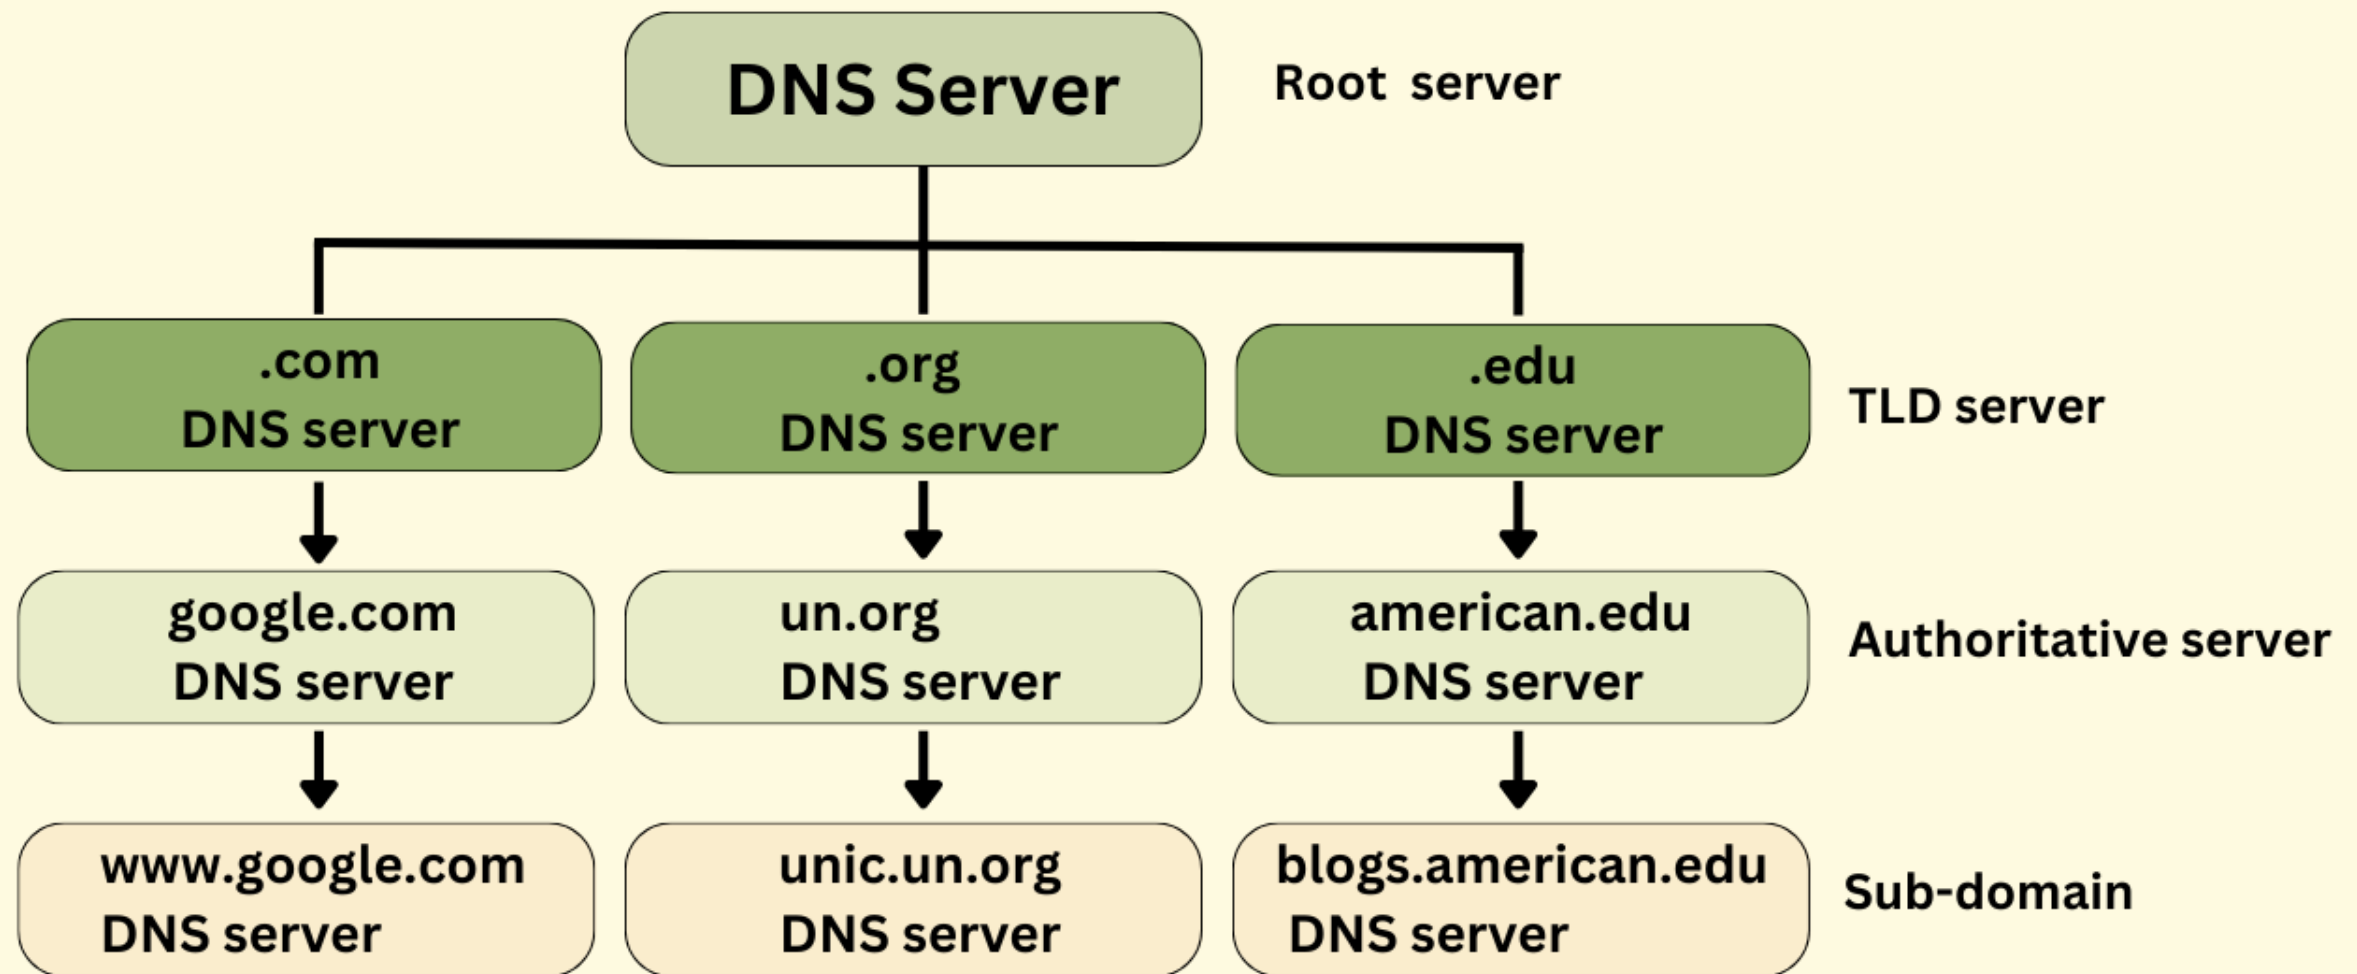 DNS Server
Root server
.com
DNS server
.org
DNS server
.edu
DNS server
TLD server
google.com
DNS server
un.org
DNS server
american.edu
DNS server
Authoritative server
www.google.com
DNS server
unic.un.org
DNS server
blogs.american.edu
DNS server
Sub-domain